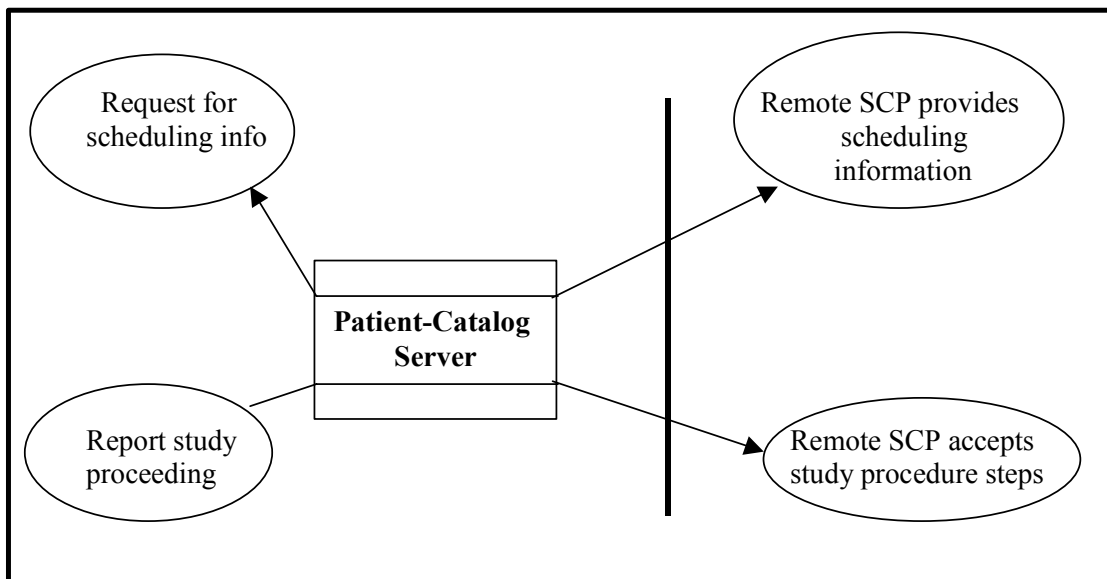 Request for
scheduling info
Remote SCP provides
scheduling
information
Patient-Catalog
Server
Report study
proceeding
Remote SCP accepts
study procedure steps